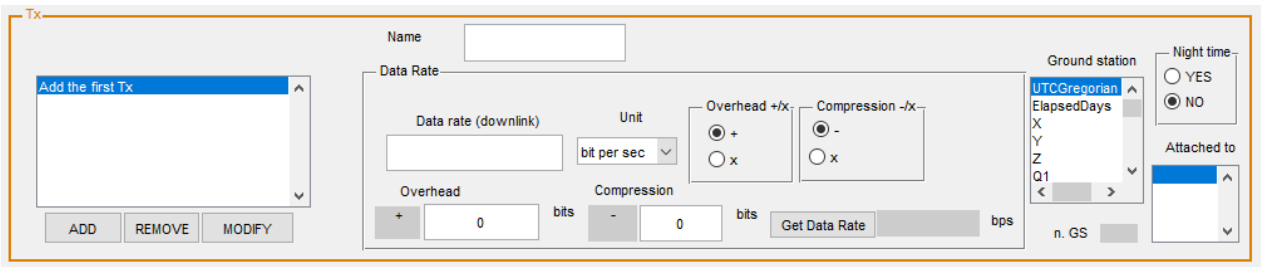 Tx
Name
Ground station
Night time
YES
NO
Add the first Tx
Data Rate
UTCGregorian
ElapsedDays
X
Y
Z
Q1
Data rate (downlink)
Unit
bit per sec
Overhead +/x
+
x
Compression -/x
-
x
Attached to
Overhead
+
0
bits
Compression
-
0
bits
Get Data Rate
bps
n. GS
ADD
REMOVE
MODIFY